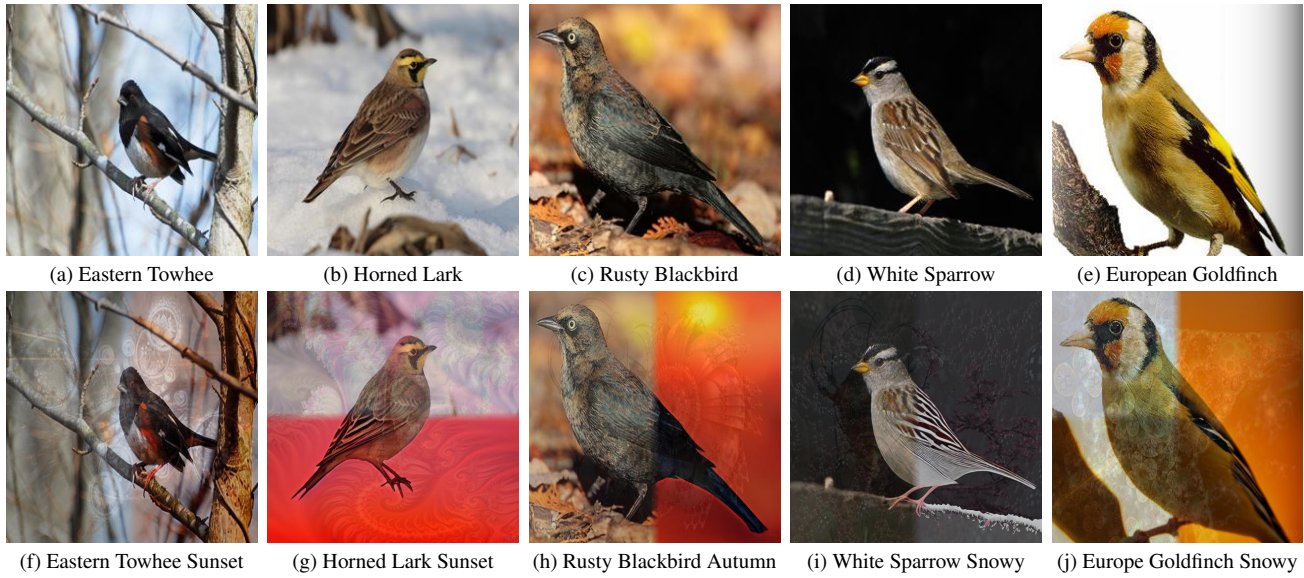 (a) Eastern Towhee
(b) Horned Lark
(c) Rusty Blackbird
(d) White Sparrow
(e) European Goldfinch
(f) Eastern Towhee Sunset
(g) Horned Lark Sunset
(h) Rusty Blackbird Autumn
(i) White Sparrow Snowy
(j) Europe Goldfinch Snowy